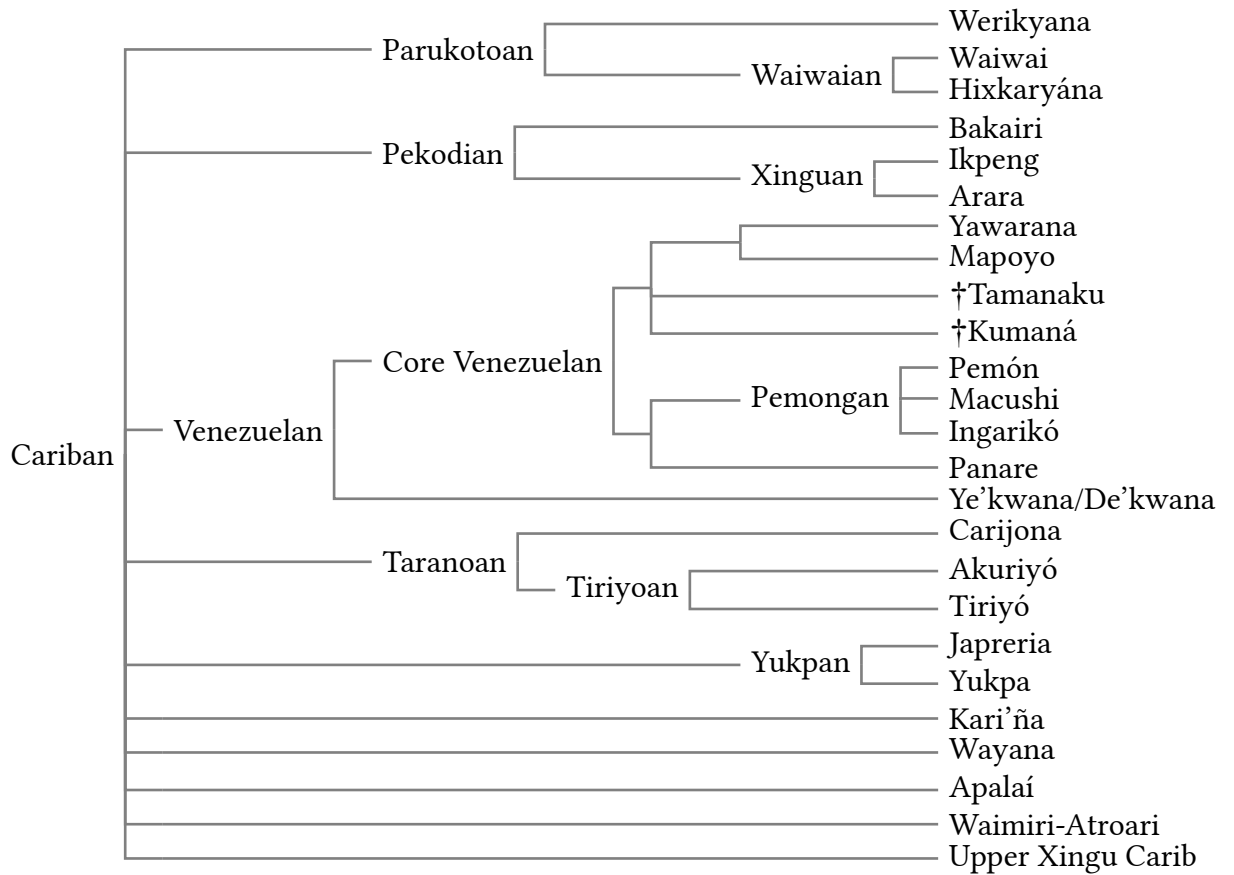 Werikyana
Parukotoan
Waiwai
Waiwaian
Hixkaryána
Bakairi
Pekodian
Ikpeng
Xinguan
Arara
Yawarana
Mapoyo
†Tamanaku
†Kumaná
Core Venezuelan
Pemón
Pemongan
Macushi
Venezuelan
Ingarikó
Cariban
Panare
Ye’kwana/De’kwana
Carijona
Taranoan
Akuriyó
Tiriyoan
Tiriyó
Japreria
Yukpan
Yukpa
Kari’ña
Wayana
Apalaí
Waimiri-Atroari
Upper Xingu Carib